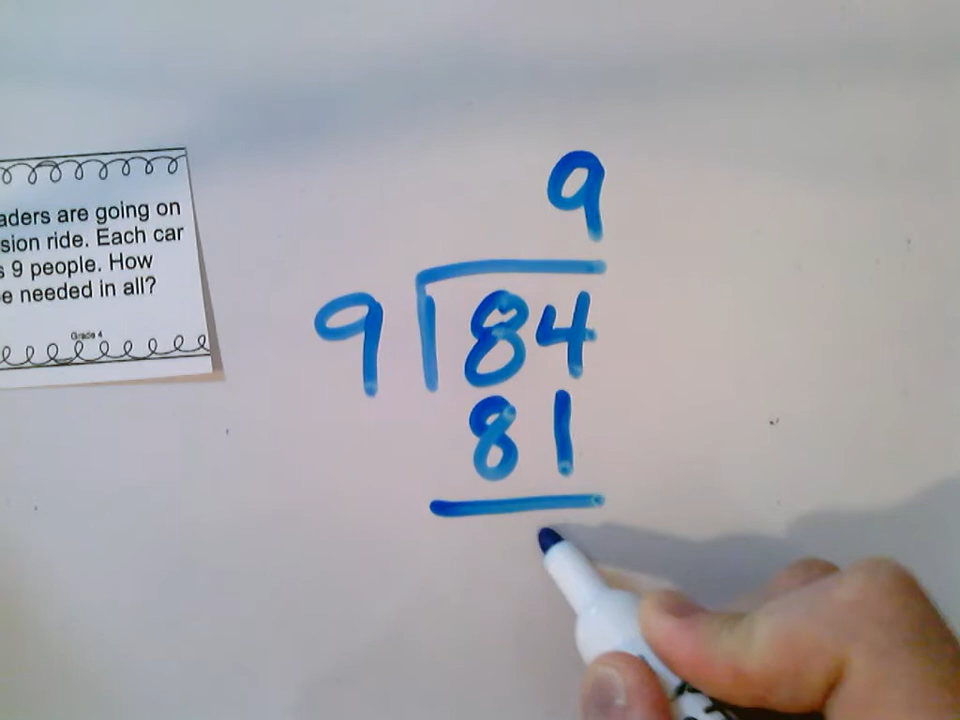 aders are going on
sion ride. Each car
s 9 people. How
e needed in all?
Grade 4
9
9 84
81